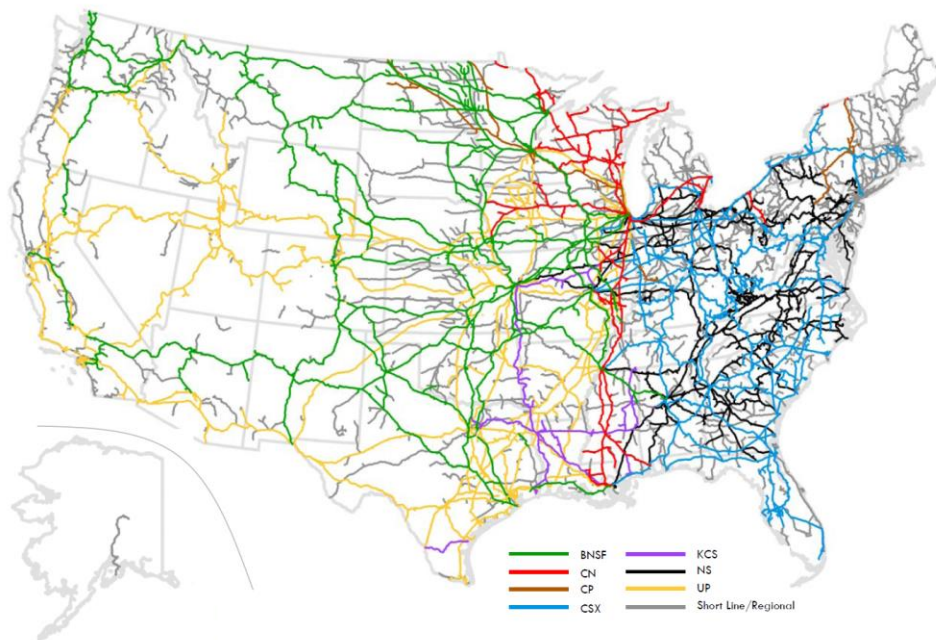 BNSF
CN
CP
CSX
KCS
NS
UP
Short Line/Regional